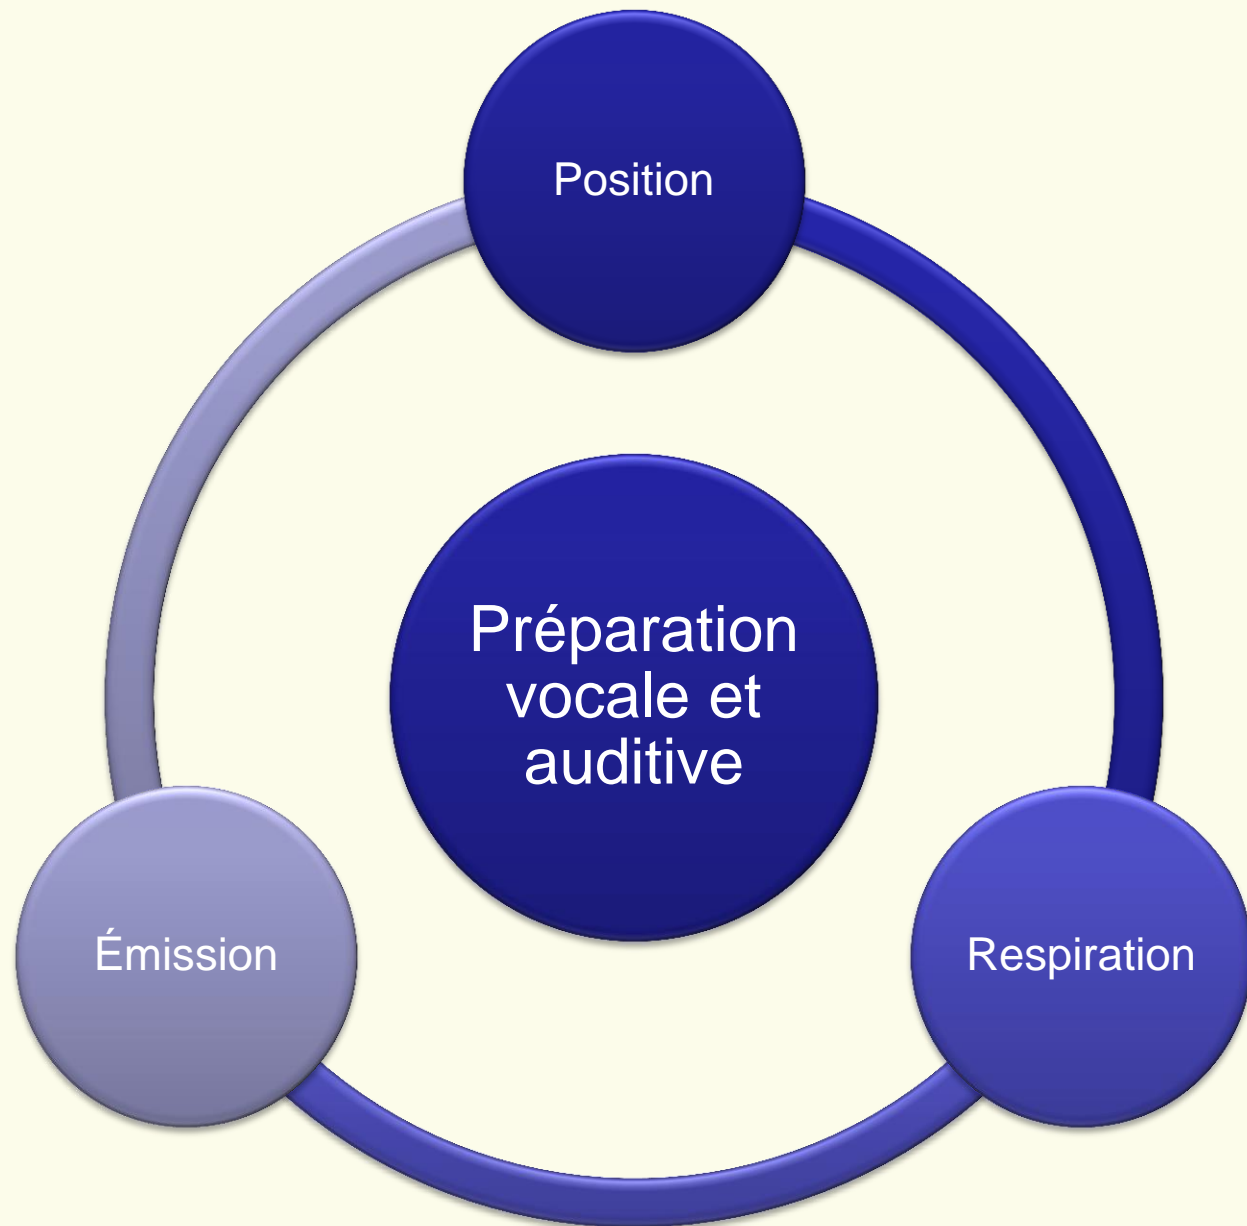 Position
Préparation
vocale et
auditive
Émission
Respiration